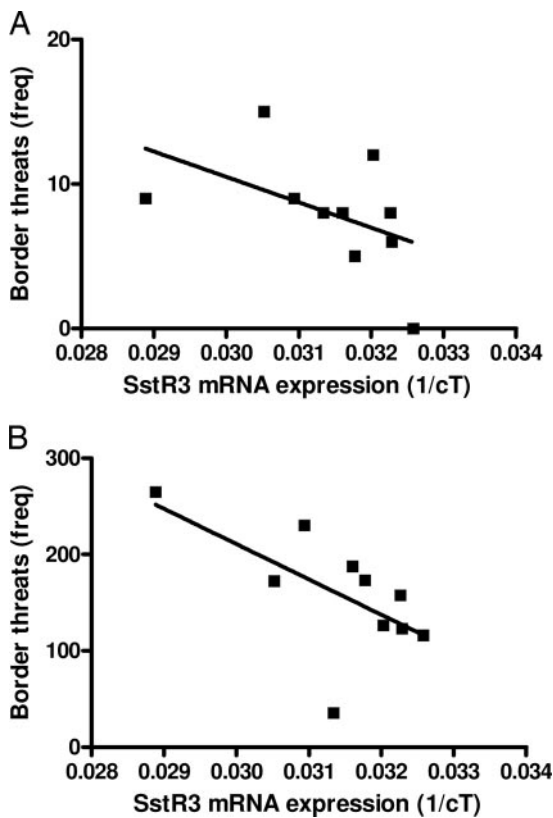 A
Border threats (freq)
20
10
0
0.028 0.029 0.030 0.031 0.032 0.033 0.034
SstR3 mRNA expression (1/cT)
B
Border threats (freq)
300
200
100
0
0.028 0.029 0.030 0.031 0.032 0.033 0.034
SstR3 mRNA expression (1/cT)